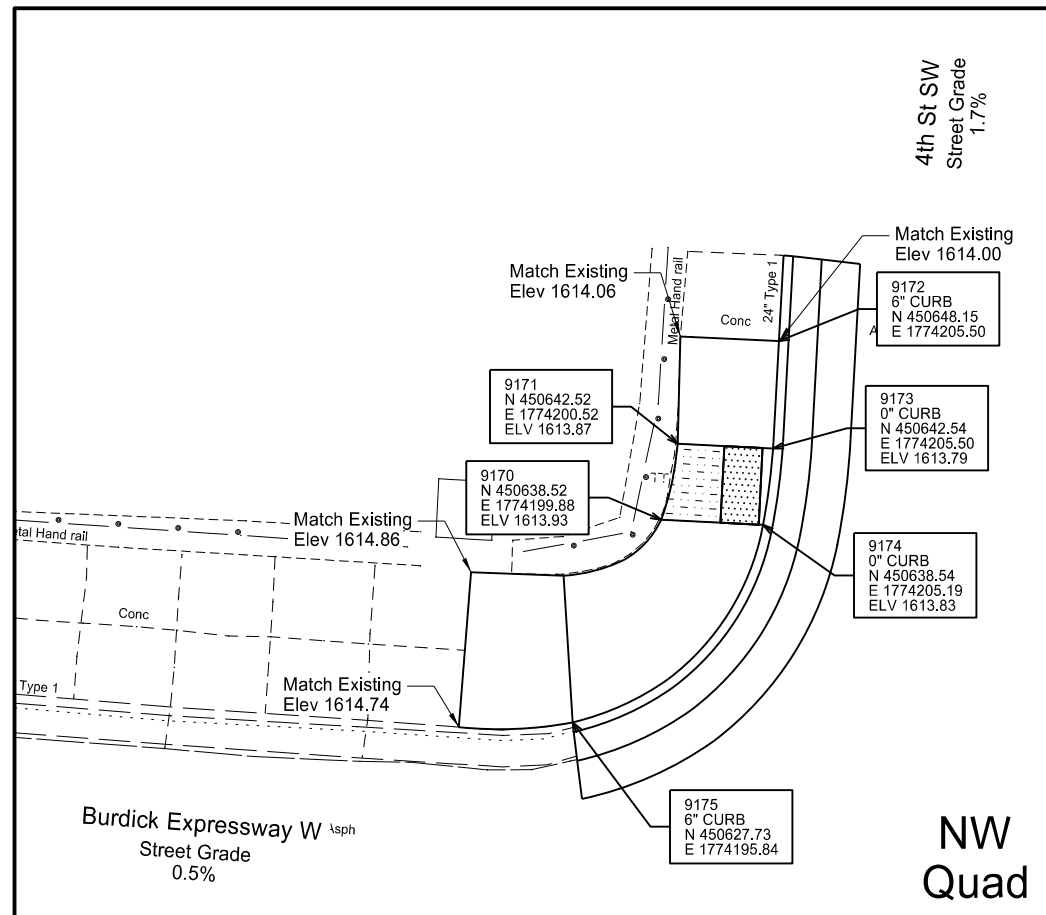 4th St SW
Street Grade
1.7%
Match Existing
Elev 1614.00
Match Existing
Elev 1614.06
Metal Hand rail
24" Type 1
Conc
9172
6" CURB
N 450648.15
E 1774205.50
A
9171
N 450642.52
E 1774200.52
ELV 1613.87
9173
0" CURB
N 450642.54
E 1774205.50
ELV 1613.79
9170
N 450638.52
E 1774199.88
ELV 1613.93
Match Existing
Elev 1614.86
etal Hand rail
9174
0" CURB
N 450638.54
E 1774205.19
ELV 1613.83
Conc
Type 1
Match Existing
Elev 1614.74
9175
6" CURB
N 450627.73
E 1774195.84
Burdick Expressway W
Asph
Street Grade
0.5%
NW
Quad